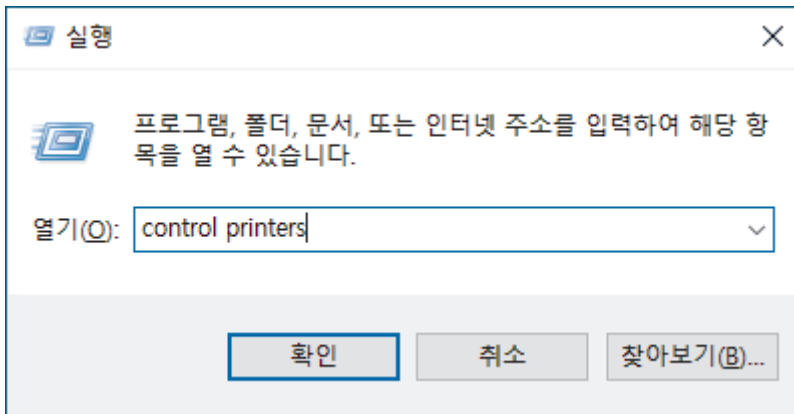 실행
프로그램, 폴더, 문서, 또는 인터넷 주소를 입력하여 해당 항
목을 열 수 있습니다.
열기(O): control printers
확인 취소 찾아보기(B)...